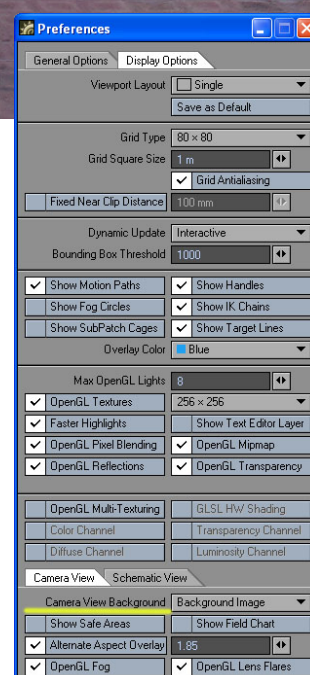 Preferences
General Options Display Options
Viewport Layout Single
Save as Default
Grid Type 80 × 80
Grid Square Size 1 m
Grid Antialiasing
Fixed Near Clip Distance 100 mm
Dynamic Update Interactive
Bounding Box Threshold 1000
Show Motion Paths Show Handles
Show Fog Circles Show IK Chains
Show SubPatch Cages Show Target Lines
Overlay Color Blue
Max OpenGL Lights 8
OpenGL Textures 256 × 256
Faster Highlights Show Text Editor Layer
OpenGL Pixel Blending OpenGL Mipmap
OpenGL Reflections OpenGL Transparency
OpenGL Multi-Texturing GLSL HW Shading
Color Channel Transparency Channel
Diffuse Channel Luminosity Channel
Camera View Schematic View
Camera View Background Background Image
Show Safe Areas Show Field Chart
Alternate Aspect Overlay 1.85
OpenGL Fog OpenGL Lens Flares